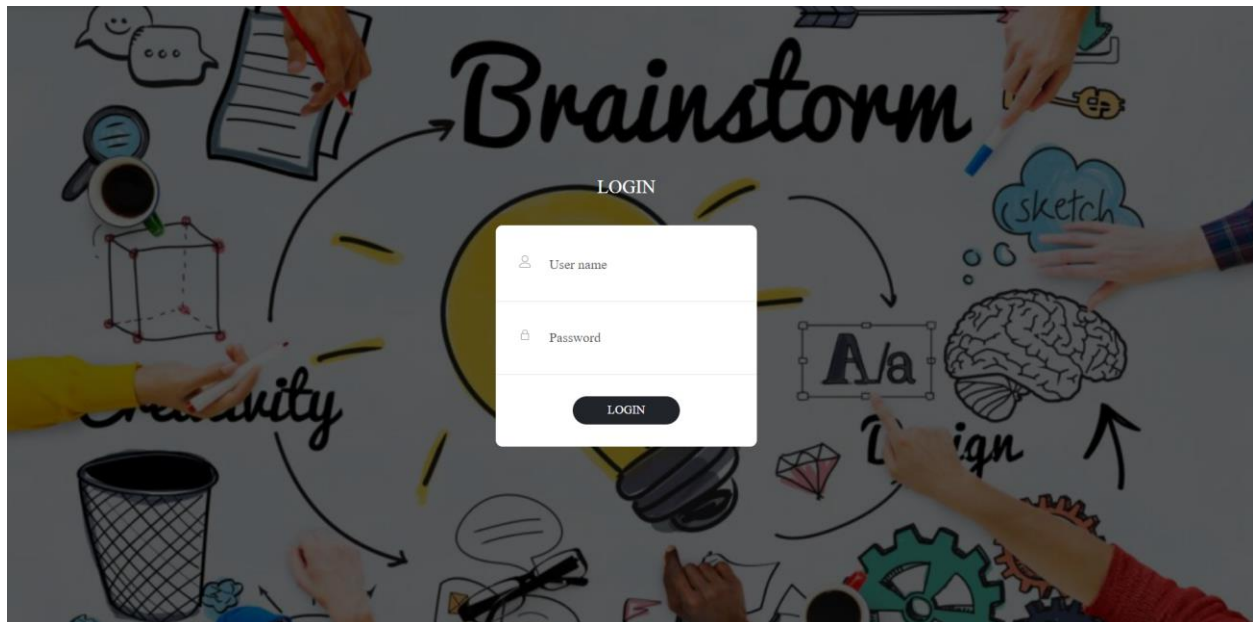 Brainstorm
LOGIN
sketch
User name
Password
A/a
LOGIN